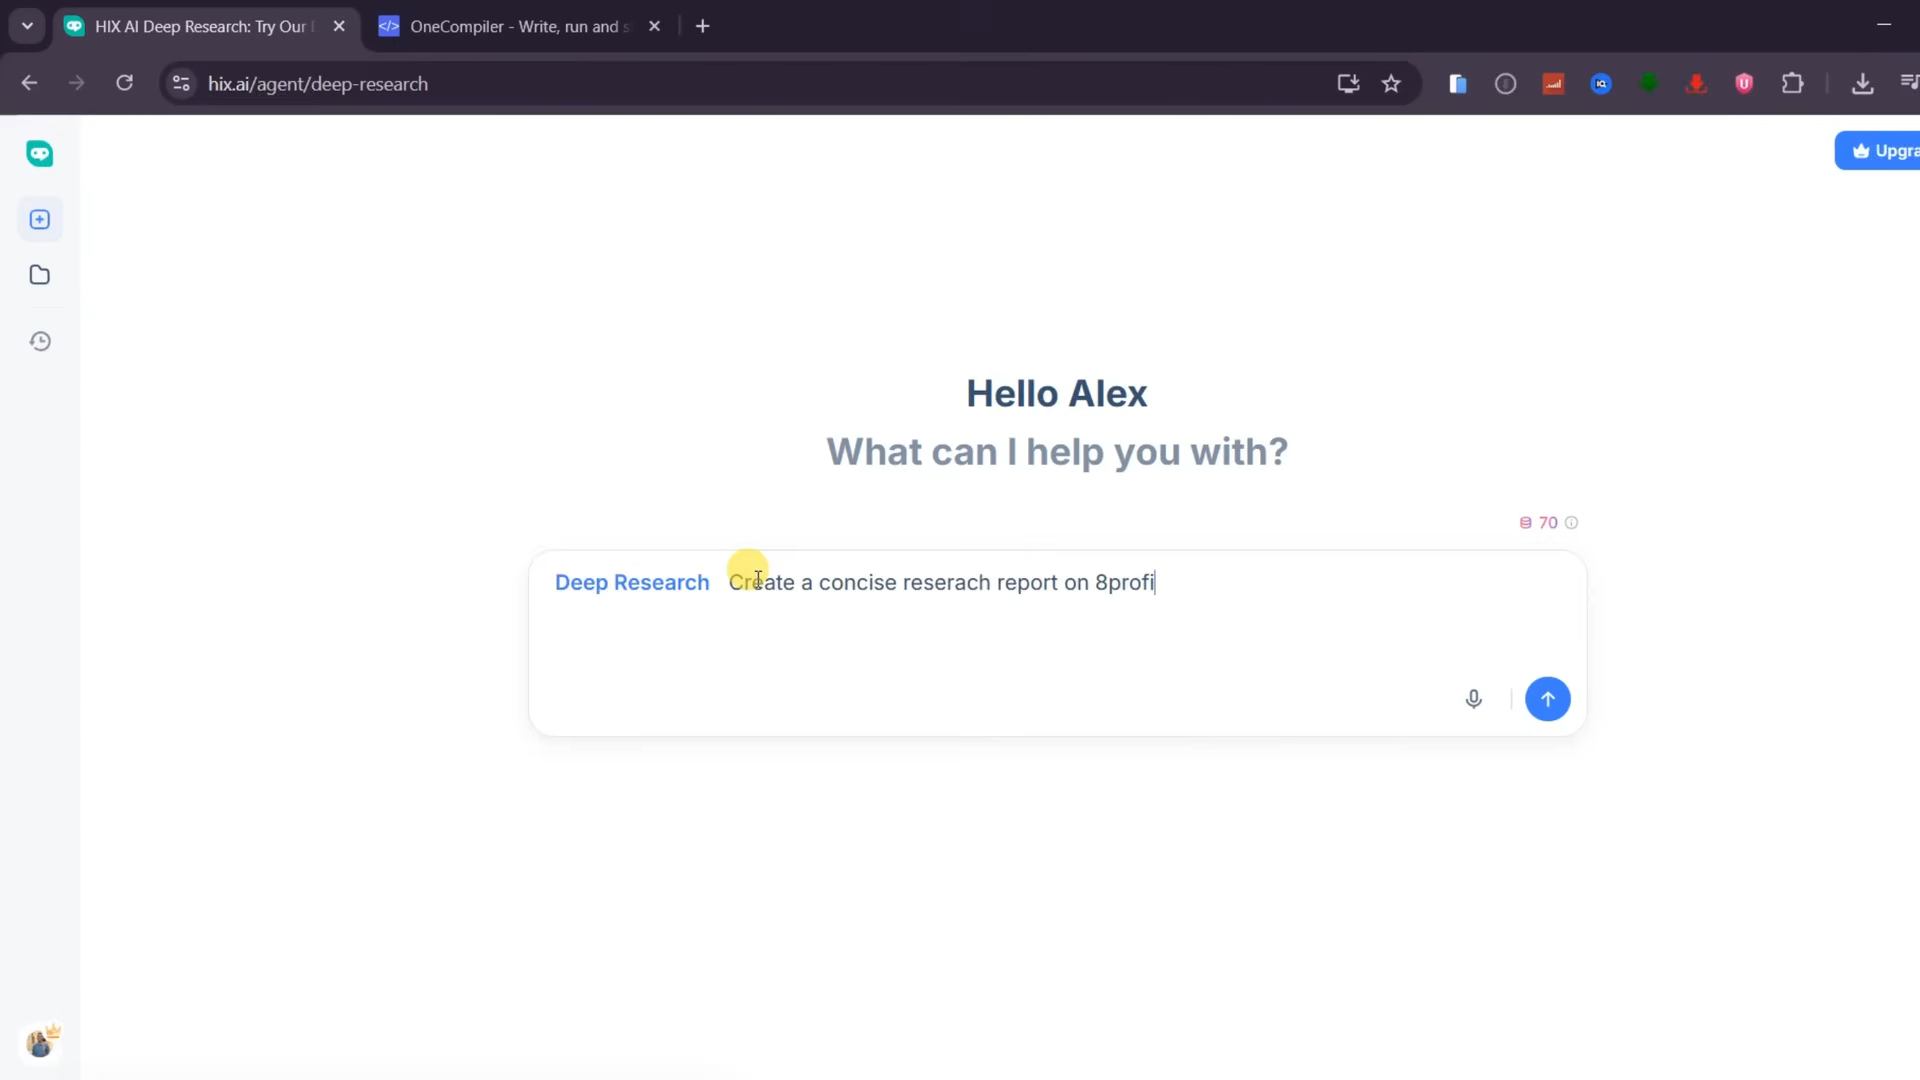 HIX AI Deep Research: Try Our
OneCompiler - Write, run and s
hix.ai/agent/deep-research
Upgra
Hello Alex
What can I help you with?
70
Deep Research Create a concise reserach report on 8profi